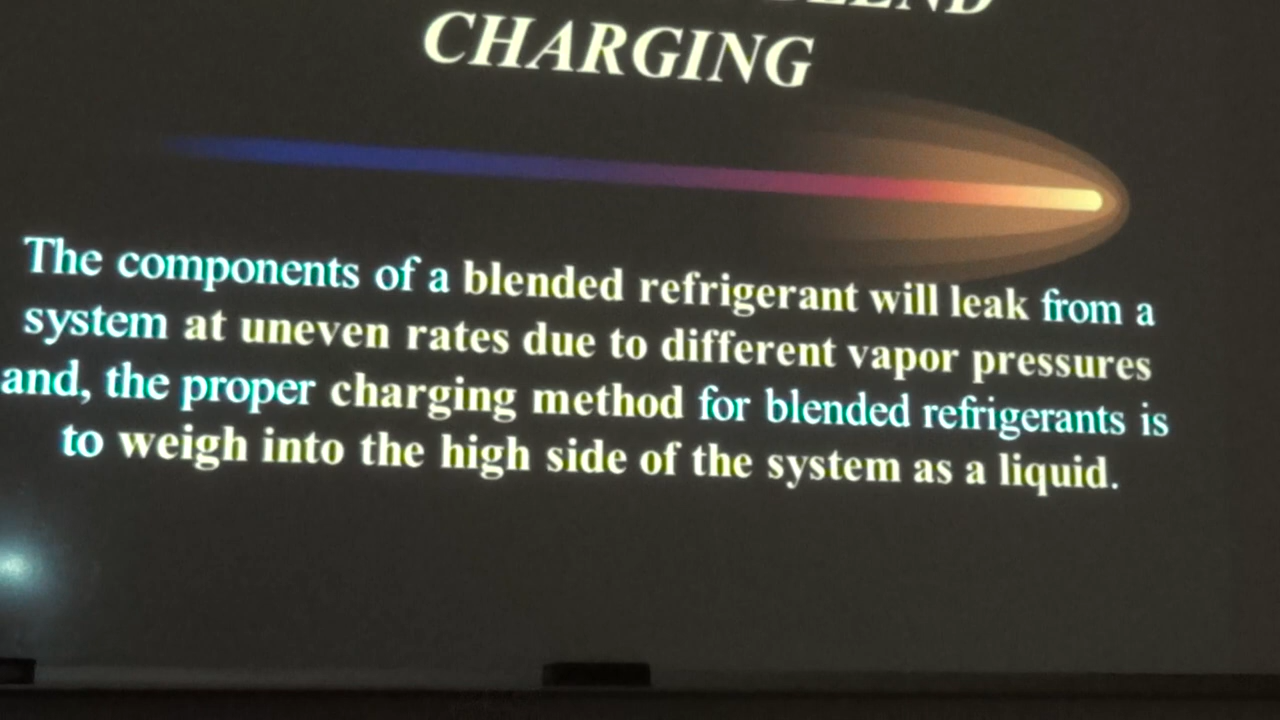 BLEND
CHARGING
The components of a blended refrigerant will leak from a
system at uneven rates due to different vapor pressures
and, the proper charging method for blended refrigerants is
to weigh into the high side of the system as a liquid.